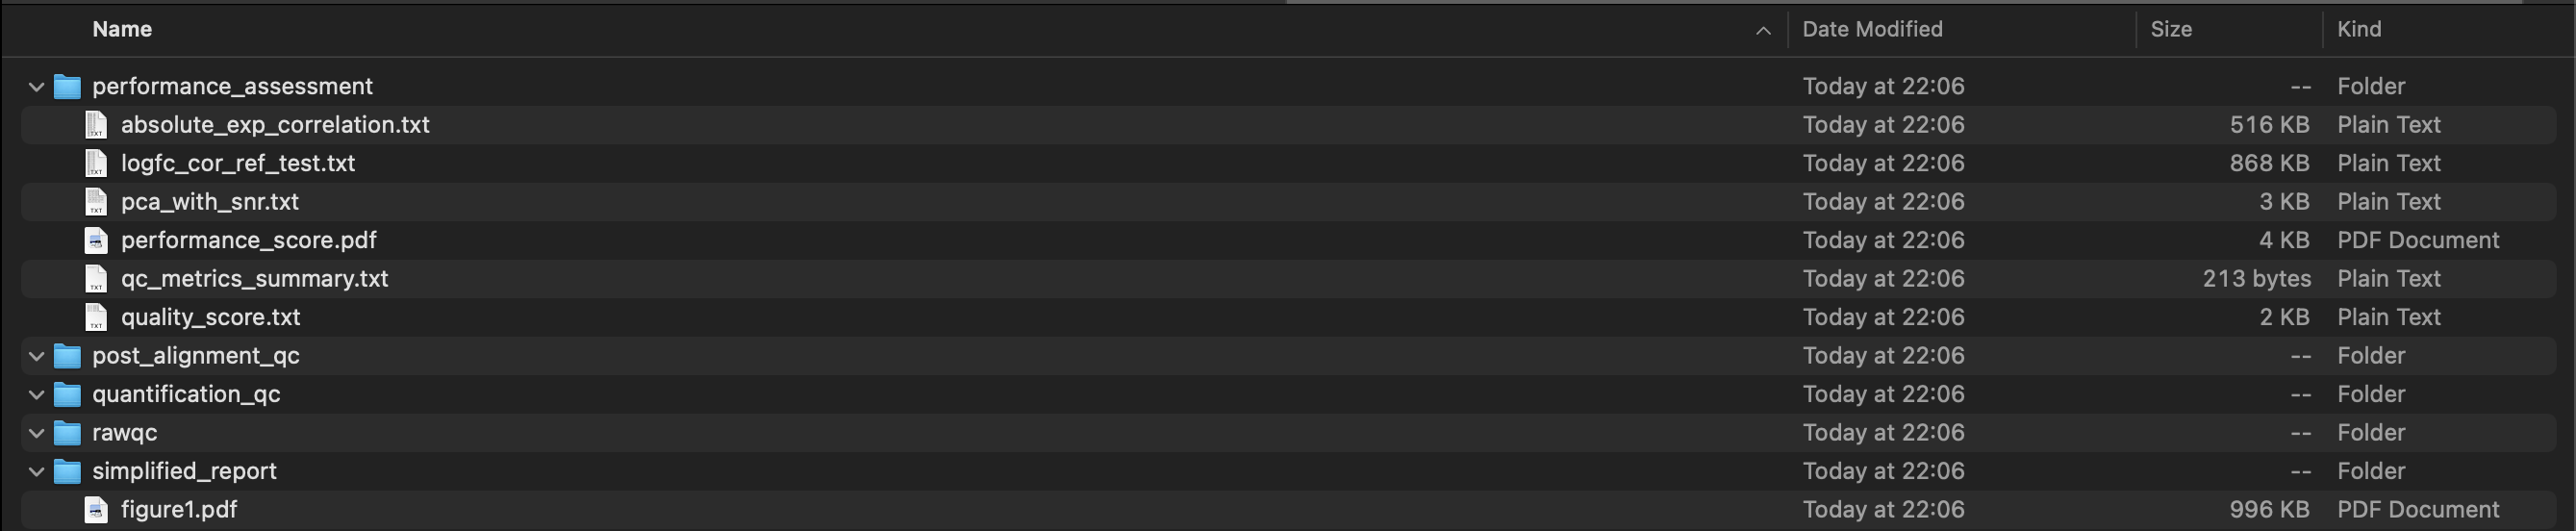 Name Date Modified Size Kind
performance_assessment Today at 22:06 -- Folder
absolute_exp_correlation.txt Today at 22:06 516 KB Plain Text
logfc_cor_ref_test.txt Today at 22:06 868 KB Plain Text
pca_with_snr.txt Today at 22:06 3 KB Plain Text
performance_score.pdf Today at 22:06 4 KB PDF Document
qc_metrics_summary.txt Today at 22:06 213 bytes Plain Text
quality_score.txt Today at 22:06 2 KB Plain Text
post_alignment_qc Today at 22:06 -- Folder
quantification_qc Today at 22:06 -- Folder
rawqc Today at 22:06 -- Folder
simplified_report Today at 22:06 -- Folder
figure1.pdf Today at 22:06 996 KB PDF Document